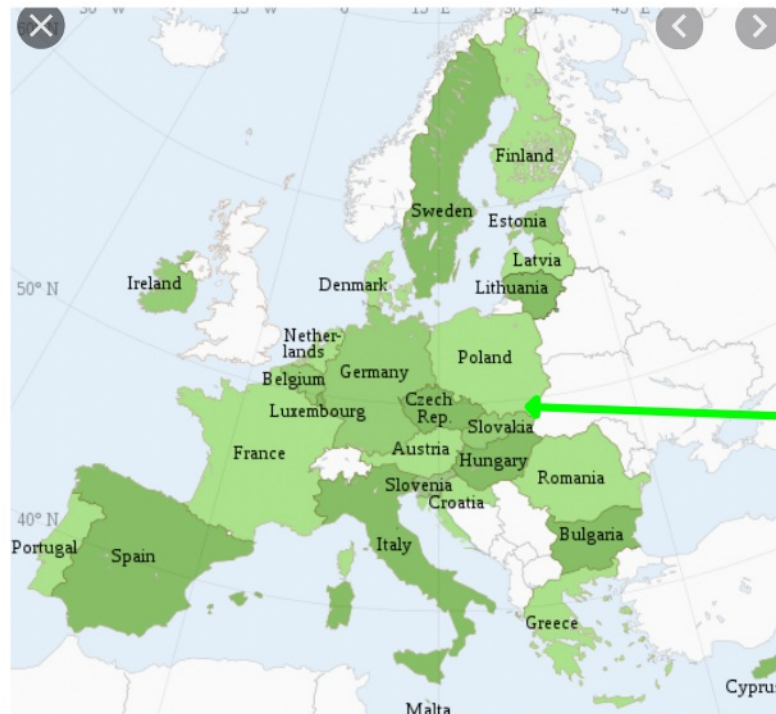 30° W
15° W
0°
15° E
30° E
45° E
60° N
Finland
Sweden
Estonia
Latvia
Ireland
Denmark
Lithuania
50° N
Nether-
lands
Poland
Belgium
Germany
Czech
Rep.
Luxembourg
Slovakia
France
Austria
Hungary
Romania
Slovenia
Croatia
40° N
Portugal
Spain
Italy
Bulgaria
Greece
Cyprus
Malta